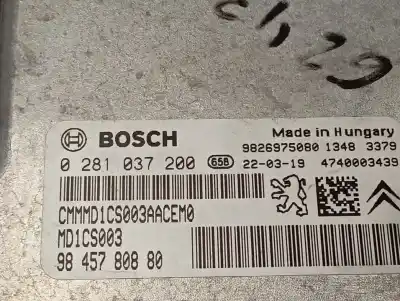 BOSCH
Made in Hungary
9826975080 1348 3379
0 281 037 200 658 22-03-19 4740003439
CMMMD1CS003AACEM0
MD1CS003
98 457 808 80